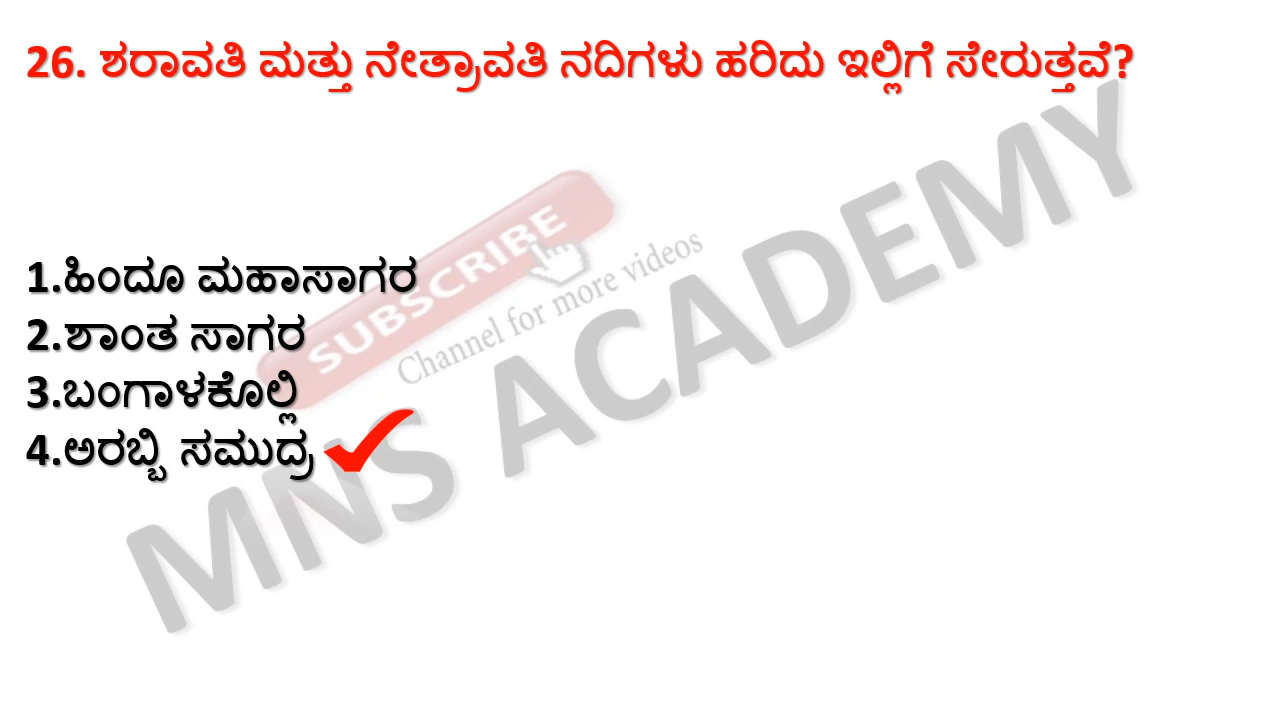 26. ಶರಾವತಿ ಮತ್ತು ನೇತ್ರಾವತಿ ನದಿಗಳು ಹರಿದು ಇಲ್ಲಿಗೆ ಸೇರುತ್ತವೆ?
1.ಹಿಂದೂ ಮಹಾಸಾಗರ
2.ಶಾಂತ ಸಾಗರ
3.ಬಂಗಾಳಕೊಲ್ಲಿ
4.ಅರಬ್ಬಿ ಸಮುದ್ರ
SUBSCRIBE
Channel for more videos
MNS ACADEMY